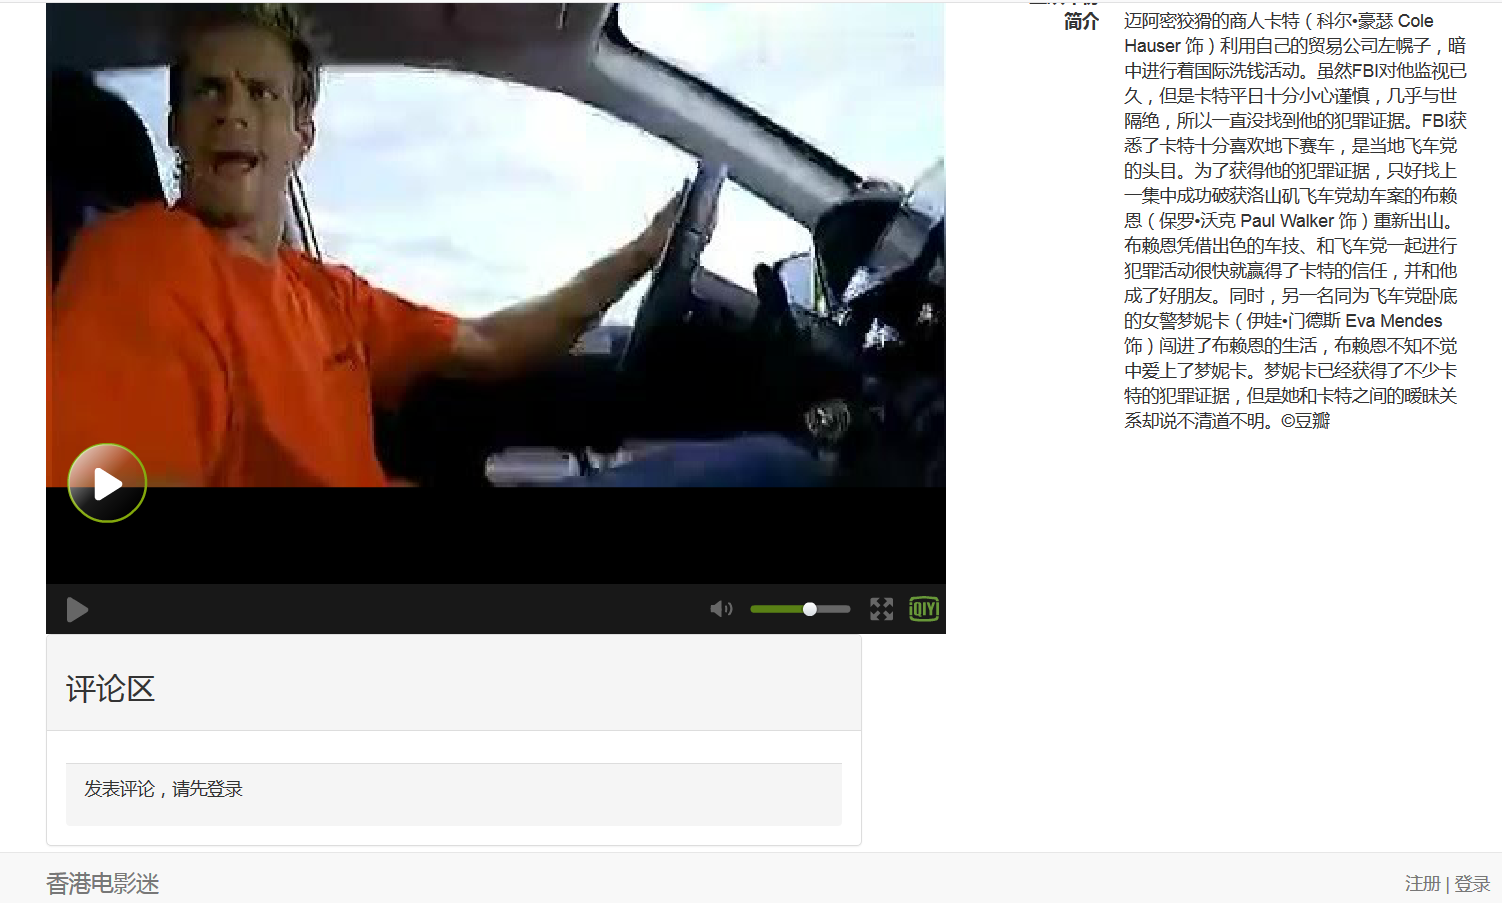 简介
迈阿密狡猾的商人卡特（科尔•豪瑟 Cole
Hauser 饰）利用自己的贸易公司左幌子，暗
中进行着国际洗钱活动。虽然FBI对他监视已
久，但是卡特平日十分小心谨慎，几乎与世
隔绝，所以一直没找到他的犯罪证据。FBI获
悉了卡特十分喜欢地下赛车，是当地飞车党
的头目。为了获得他的犯罪证据，只好找上
一集中成功破获洛山矶飞车党劫车案的布赖
恩（保罗•沃克 Paul Walker 饰）重新出山。
布赖恩凭借出色的车技、和飞车党一起进行
犯罪活动很快就赢得了卡特的信任，并和他
成了好朋友。同时，另一名同为飞车党卧底
的女警梦妮卡（伊娃•门德斯 Eva Mendes
饰）闯进了布赖恩的生活，布赖恩不知不觉
中爱上了梦妮卡。梦妮卡已经获得了不少卡
特的犯罪证据，但是她和卡特之间的暧昧关
系却说不清道不明。©豆瓣
iQIYI
评论区
发表评论，请先登录
香港电影迷
注册 | 登录